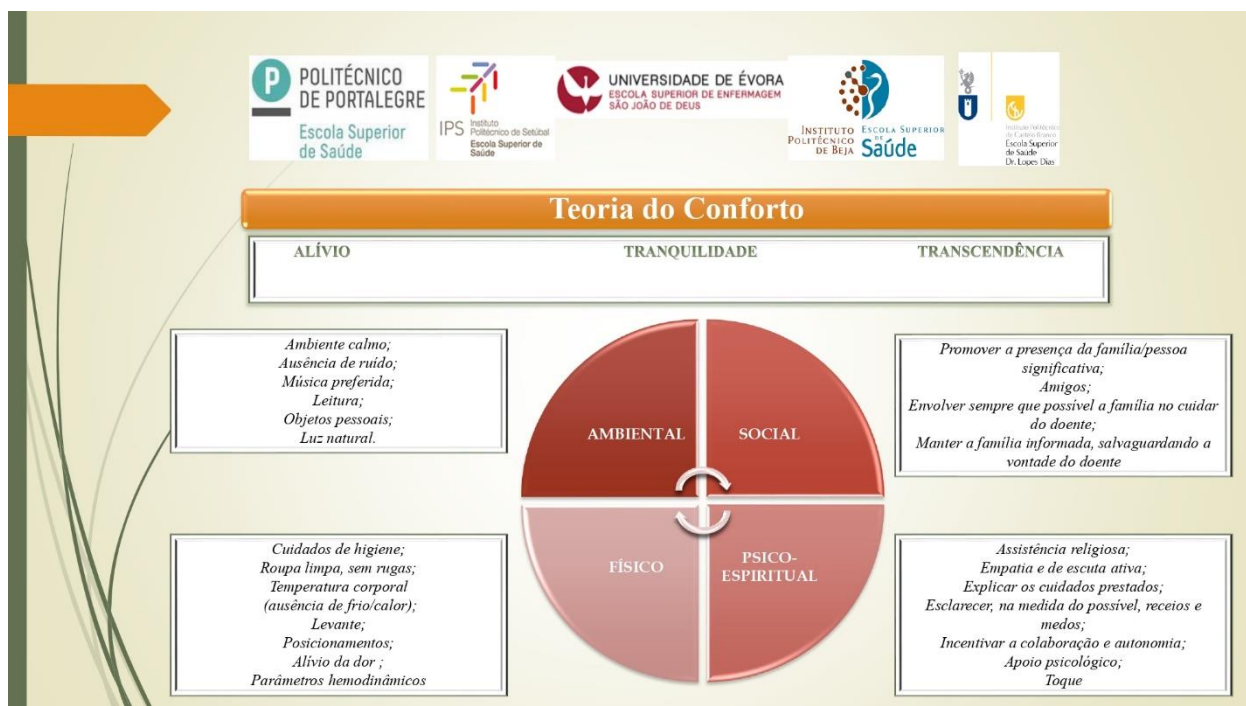 P
POLITÉCNICO
DE PORTALEGRE
Escola Superior
de Saúde
IPS
Instituto
Politécnico de Setúbal
Escola Superior de
Saúde
UNIVERSIDADE DE ÉVORA
ESCOLA SUPERIOR DE ENFERMAGEM
SÃO JOÃO DE DEUS
INSTITUTO
POLITÉCNICO
DE BEJA
ESCOLA SUPERIOR
DE
Saúde
Instituto Politécnico
de Castelo Branco
Escola Superior
de Saúde
Dr. Lopes Dias
Teoria do Conforto
ALÍVIO TRANQUILIDADE TRANSCENDÊNCIA
Ambiente calmo;
Ausência de ruído;
Música preferida;
Leitura;
Objetos pessoais;
Luz natural.
AMBIENTAL
SOCIAL
Promover a presença da família/pessoa
significativa;
Amigos;
Envolver sempre que possível a família no cuidar
do doente;
Manter a família informada, salvaguardando a
vontade do doente
Cuidados de higiene;
Roupa limpa, sem rugas;
Temperatura corporal
(ausência de frio/calor);
Levante;
Posicionamentos;
Alívio da dor ;
Parâmetros hemodinâmicos
FÍSICO
PSICO-
ESPIRITUAL
Assistência religiosa;
Empatia e de escuta ativa;
Explicar os cuidados prestados;
Esclarecer, na medida do possível, receios e
medos;
Incentivar a colaboração e autonomia;
Apoio psicológico;
Toque